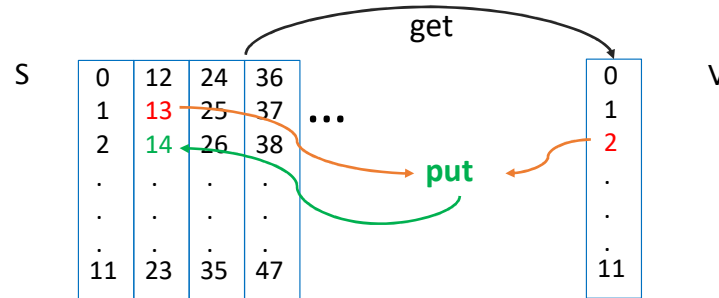 get
S 0 12 24 36 0 V
1 13 25 37 ... 1
2 14 26 38 2
put
. . . . .
. . . . .
. . . . .
11 23 35 47 11